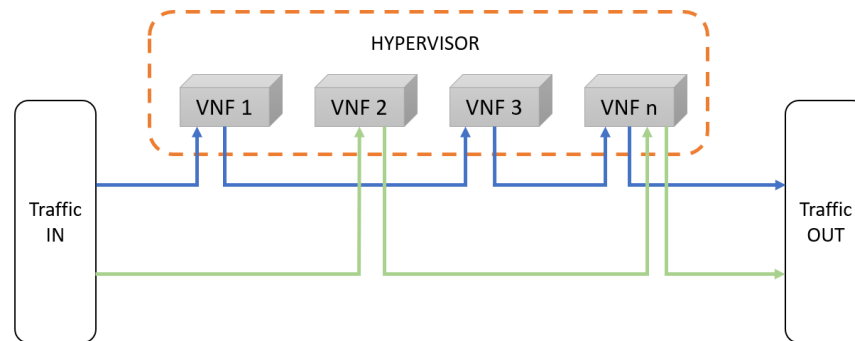 HYPERVISOR
VNF 1
VNF 2
VNF 3
VNF n
Traffic
IN
Traffic
OUT